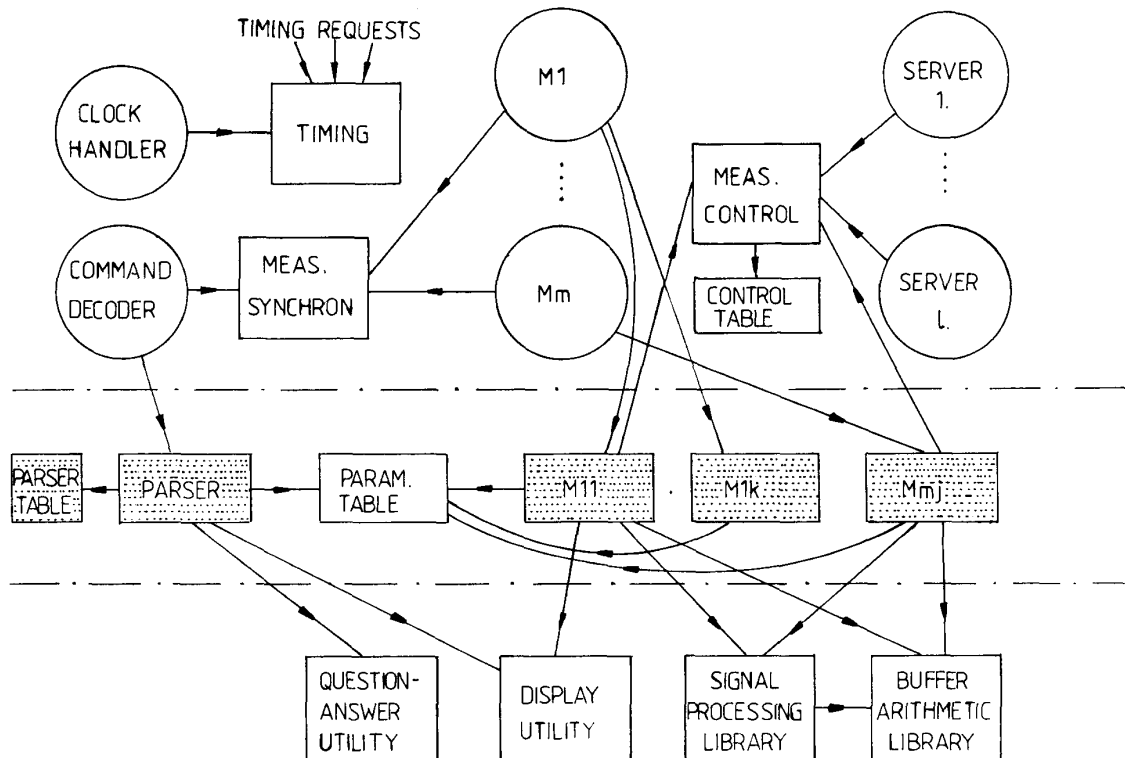 TIMING REQUESTS
CLOCK
HANDLER
TIMING
M1
SERVER
1.
MEAS.
CONTROL
COMMAND
DECODER
MEAS.
SYNCHRON
Mm
CONTROL
TABLE
SERVER
l.
PARSER
TABLE
PARSER
PARAM.
TABLE
M11
M1k
Mmj
QUESTION-
ANSWER
UTILITY
DISPLAY
UTILITY
SIGNAL
PROCESSING
LIBRARY
BUFFER
ARITHMETIC
LIBRARY